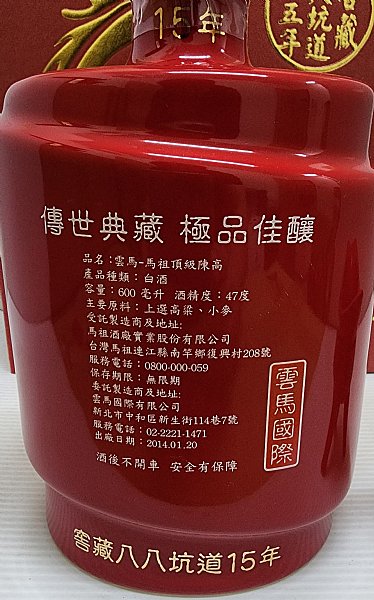 15年
窖藏
坑道
五年
傳世典藏 極品佳釀
品名：雲馬-馬祖頂級陳高
產品種類：白酒
容量：600 毫升 酒精度：47度
主要原料：上選高粱、小麥
受託製造商及地址:
馬祖酒廠實業股份有限公司
台灣馬祖連江縣南竿鄉復興村208號
服務電話：0800-000-059
保存期限：無限期
委託製造商及地址:
雲馬國際有限公司
新北市中和區新生街114巷7號
服務電話：02-2221-1471
出廠日期：2014.01.20
雲馬國際
酒後不開車 安全有保障
窖藏八八坑道15年